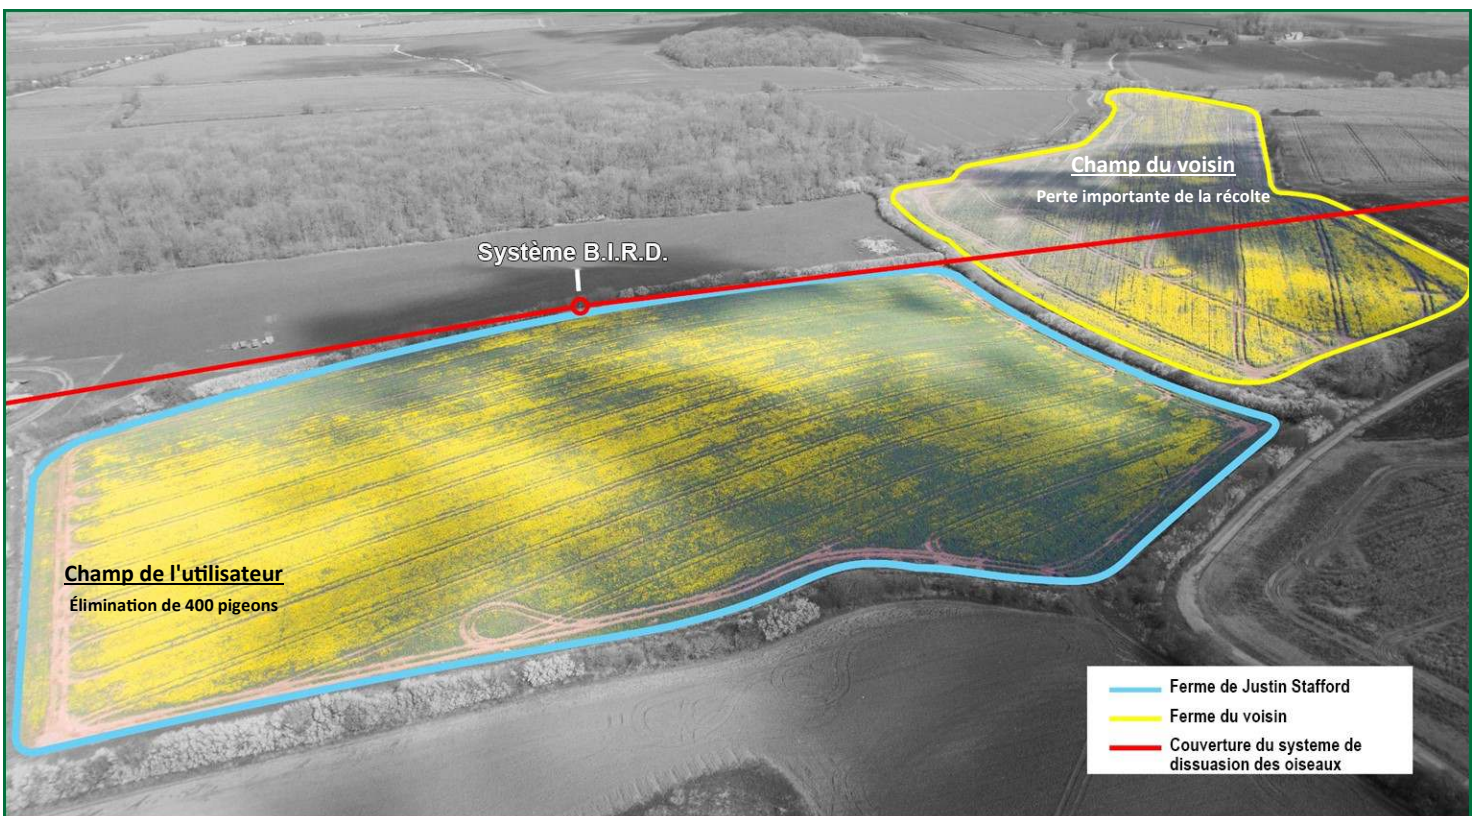 Champ du voisin
Perte importante de la récolte
Système B.I.R.D.
Champ de l'utilisateur
Élimination de 400 pigeons
Ferme de Justin Stafford
Ferme du voisin
Couverture du systeme de
dissuasion des oiseaux